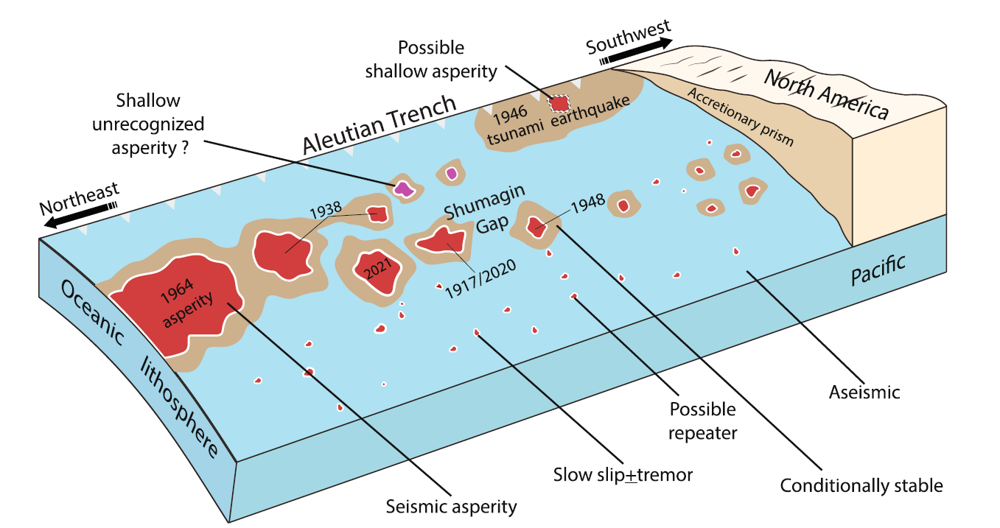 Southwest
Possible
shallow asperity
North America
Accretionary prism
Shallow
unrecognized
asperity ?
Aleutian Trench
1946
tsunami earthquake
Northeast
1938
Shumagin
Gap
1948
1917/2020
2021
1964
asperity
Oceanic
lithosphere
Pacific
Aseismic
Possible
repeater
Slow slip±tremor
Conditionally stable
Seismic asperity